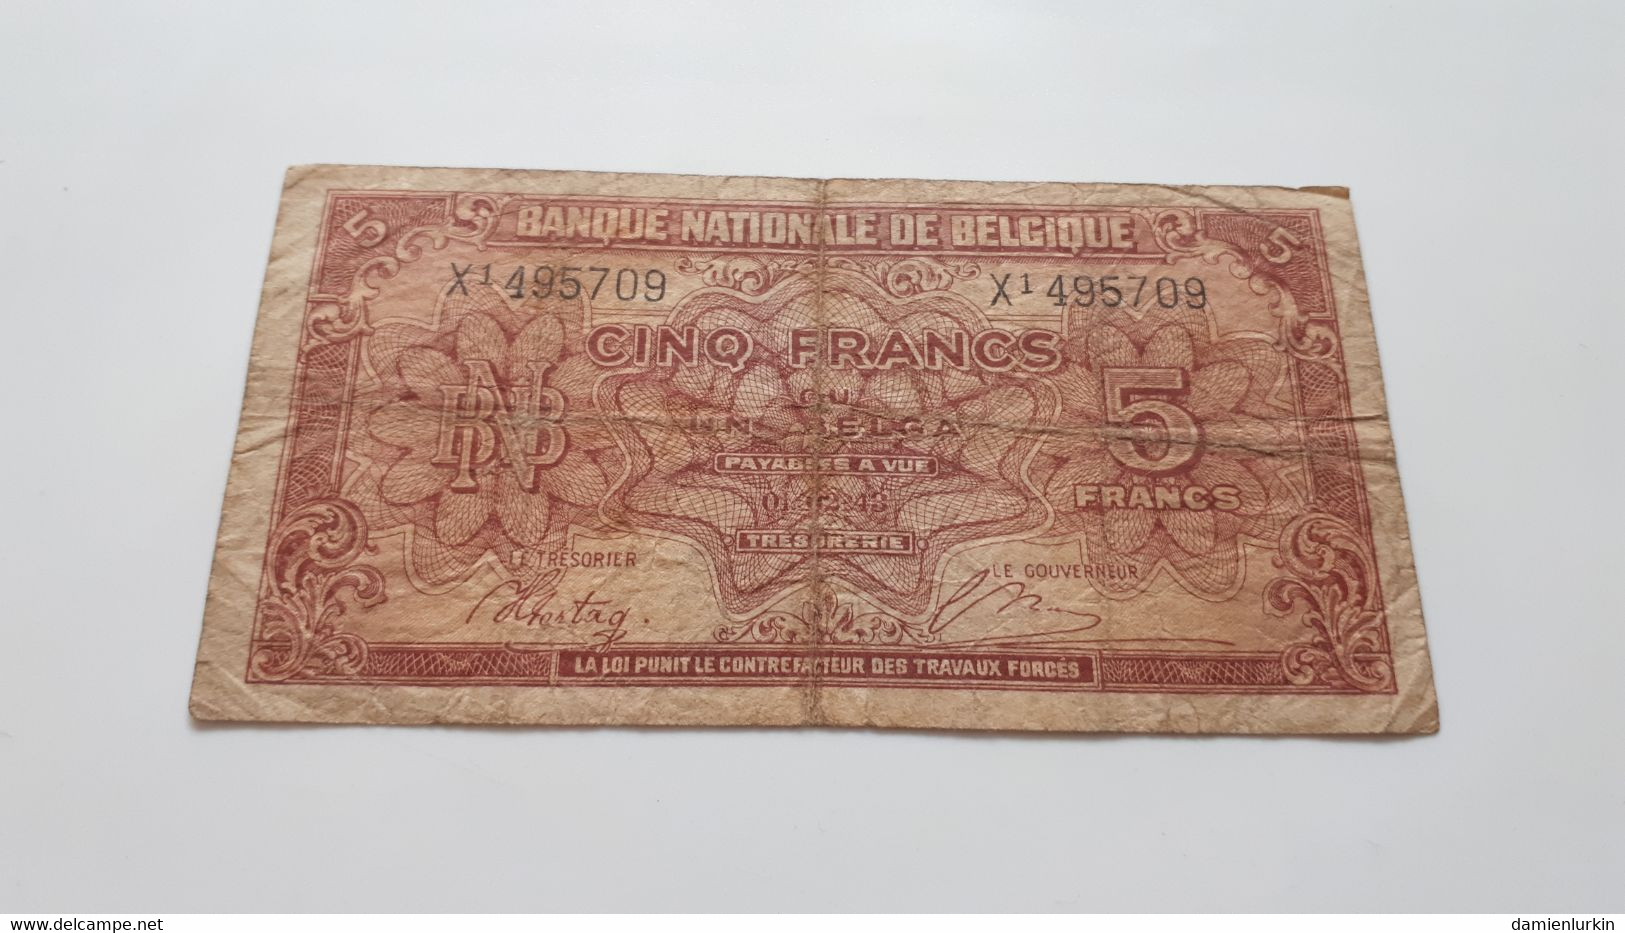 5 BANQUE NATIONALE DE BELGIQUE 5
X1 495709 X1 495709
CINQ FRANCS
OU
UN BELGA
BNB
5
PAYABLES A VUE
FRANCS
01.02.43
TRESORERIE
LE TRESORIER LE GOUVERNEUR
LA LOI PUNIT LE CONTREFACTEUR DES TRAVAUX FORCÉS
www.delcampe.net damienlurkin